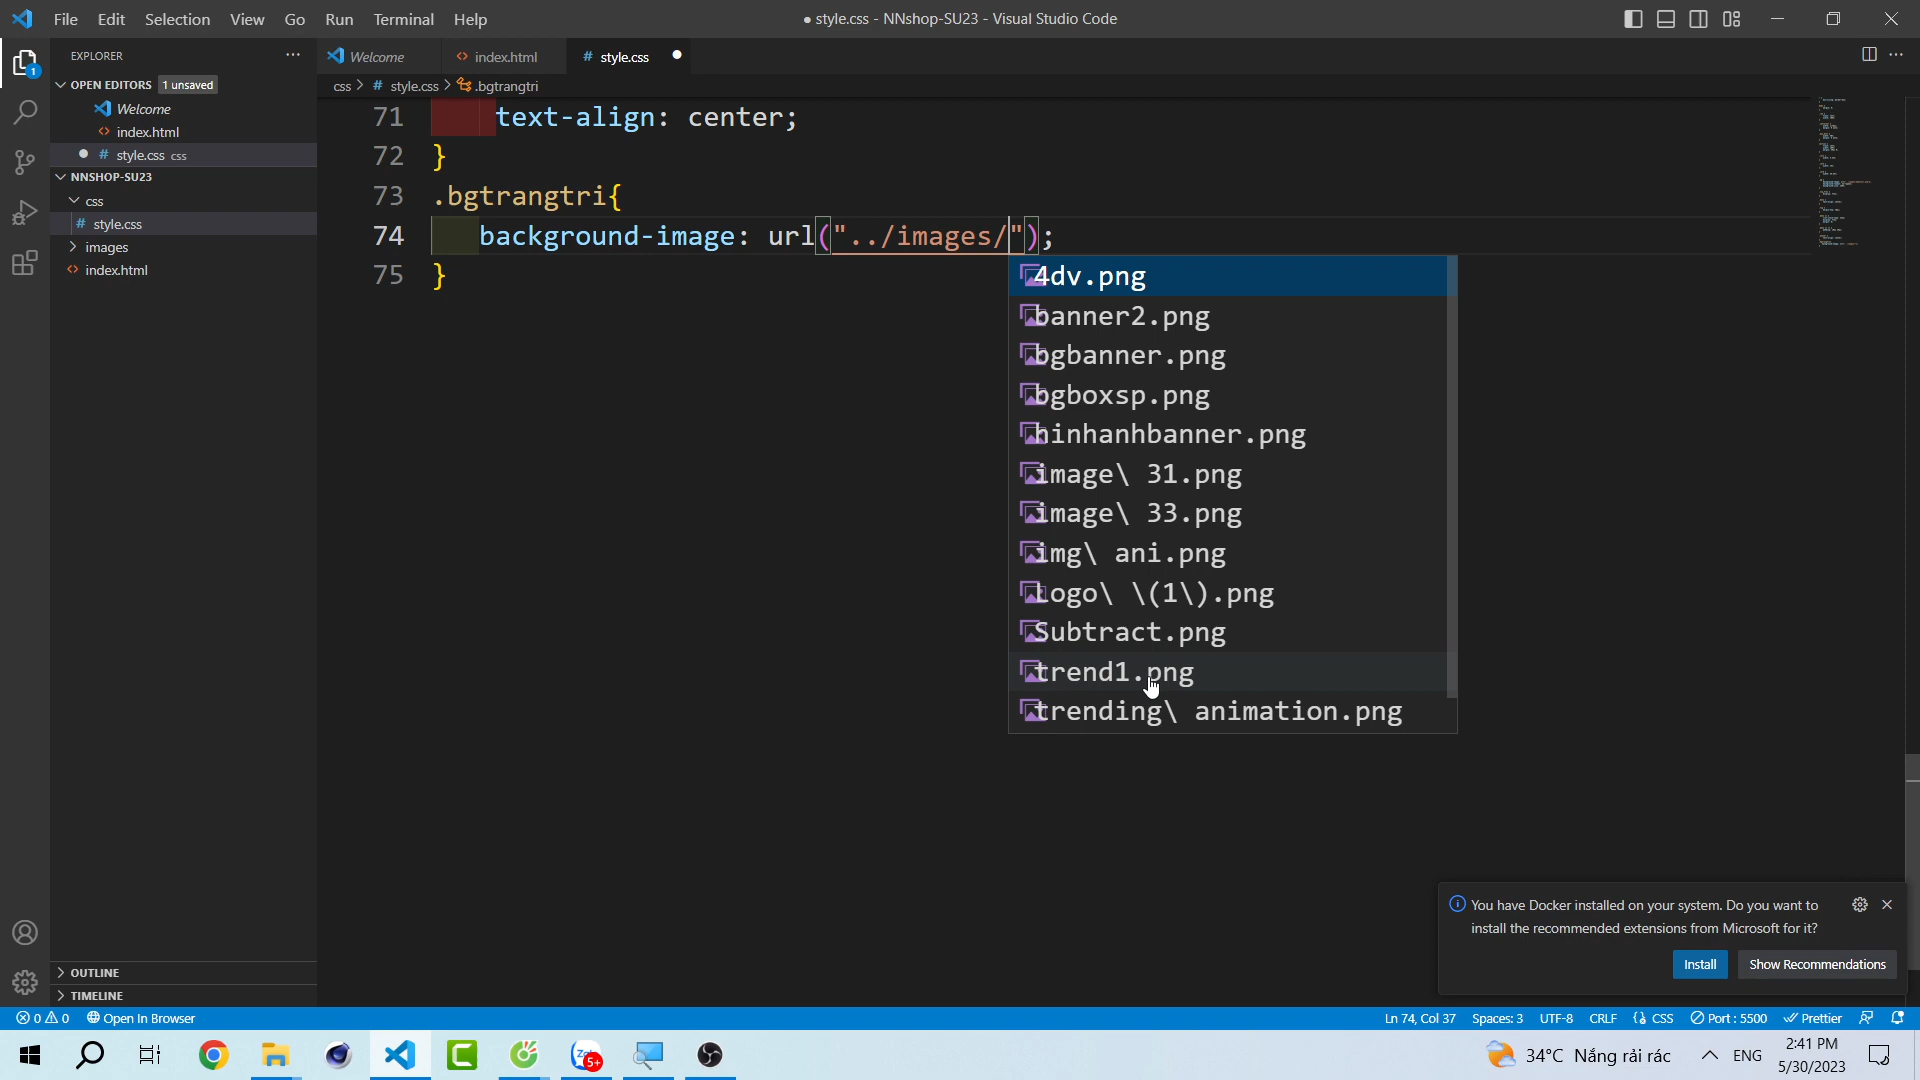 File Edit Selection View Go Run Terminal Help
● style.css - NNshop-SU23 - Visual Studio Code
EXPLORER
Welcome
index.html
# style.css
OPEN EDITORS 1 unsaved
css > # style.css > .bgtrangtri
Welcome
index.html
# style.css css
NNSHOP-SU23
css
# style.css
images
index.html
71 text-align: center;
72 }
73 .bgtrangtri{
74 background-image: url("../images/");
75 }
4dv.png
banner2.png
bgbanner.png
bgboxsp.png
hinhanhbanner.png
image\ 31.png
image\ 33.png
img\ ani.png
Logo\ \(1\).png
Subtract.png
trend1.png
trending\ animation.png
You have Docker installed on your system. Do you want to
install the recommended extensions from Microsoft for it?
Install
Show Recommendations
OUTLINE
TIMELINE
0 0 Open In Browser
Ln 74, Col 37 Spaces: 3 UTF-8 CRLF {} CSS Port : 5500 Prettier
5+
34°C Nắng rải rác
ENG
2:41 PM
5/30/2023